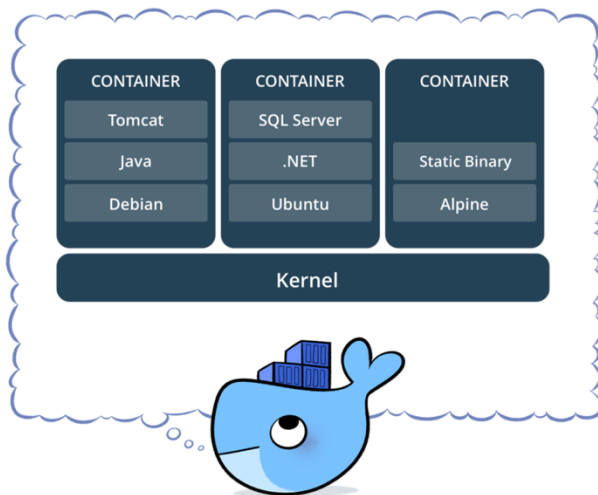 CONTAINER
Tomcat
Java
Debian
CONTAINER
SQL Server
.NET
Ubuntu
CONTAINER
Static Binary
Alpine
Kernel